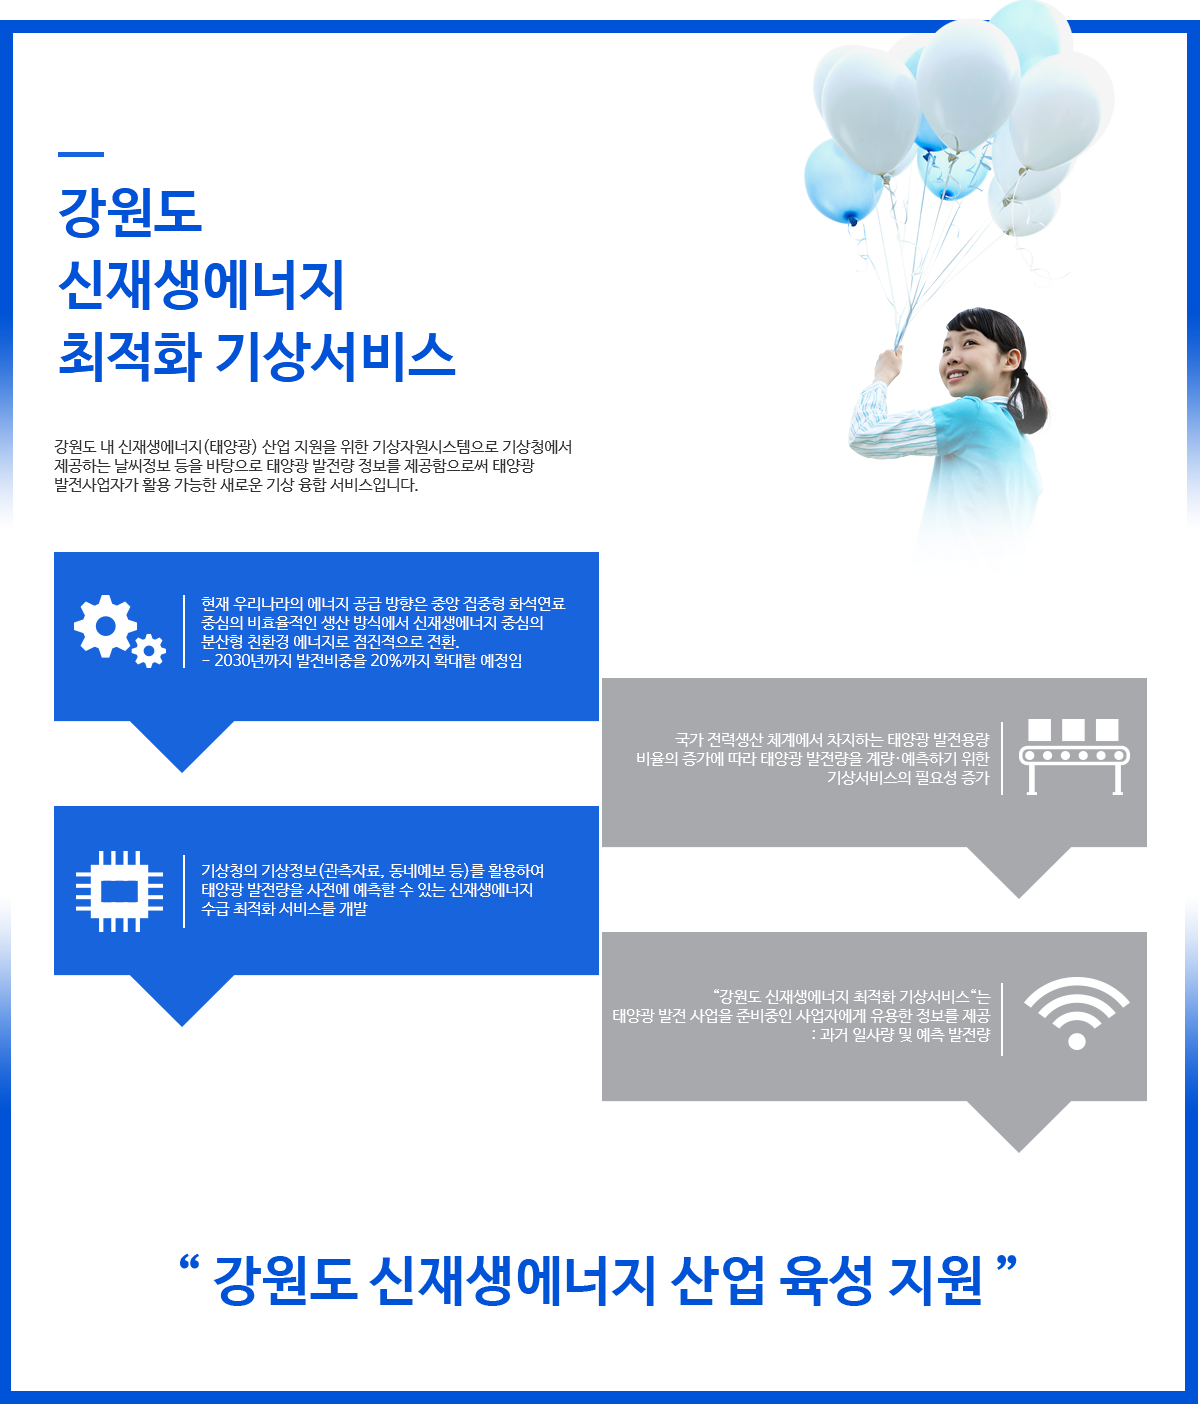 강원도
신재생에너지
최적화 기상서비스
강원도 내 신재생에너지(태양광) 산업 지원을 위한 기상자원시스템으로 기상청에서
제공하는 날씨정보 등을 바탕으로 태양광 발전량 정보를 제공함으로써 태양광
발전사업자가 활용 가능한 새로운 기상 융합 서비스입니다.
현재 우리나라의 에너지 공급 방향은 중앙 집중형 화석연료
중심의 비효율적인 생산 방식에서 신재생에너지 중심의
분산형 친환경 에너지로 점진적으로 전환.
- 2030년까지 발전비중을 20%까지 확대할 예정임
국가 전력생산 체계에서 차지하는 태양광 발전용량
비율의 증가에 따라 태양광 발전량을 계량·예측하기 위한
기상서비스의 필요성 증가
기상청의 기상정보(관측자료, 동네예보 등)를 활용하여
태양광 발전량을 사전에 예측할 수 있는 신재생에너지
수급 최적화 서비스를 개발
“강원도 신재생에너지 최적화 기상서비스“는
태양광 발전 사업을 준비중인 사업자에게 유용한 정보를 제공
: 과거 일사량 및 예측 발전량
“ 강원도 신재생에너지 산업 육성 지원 ”